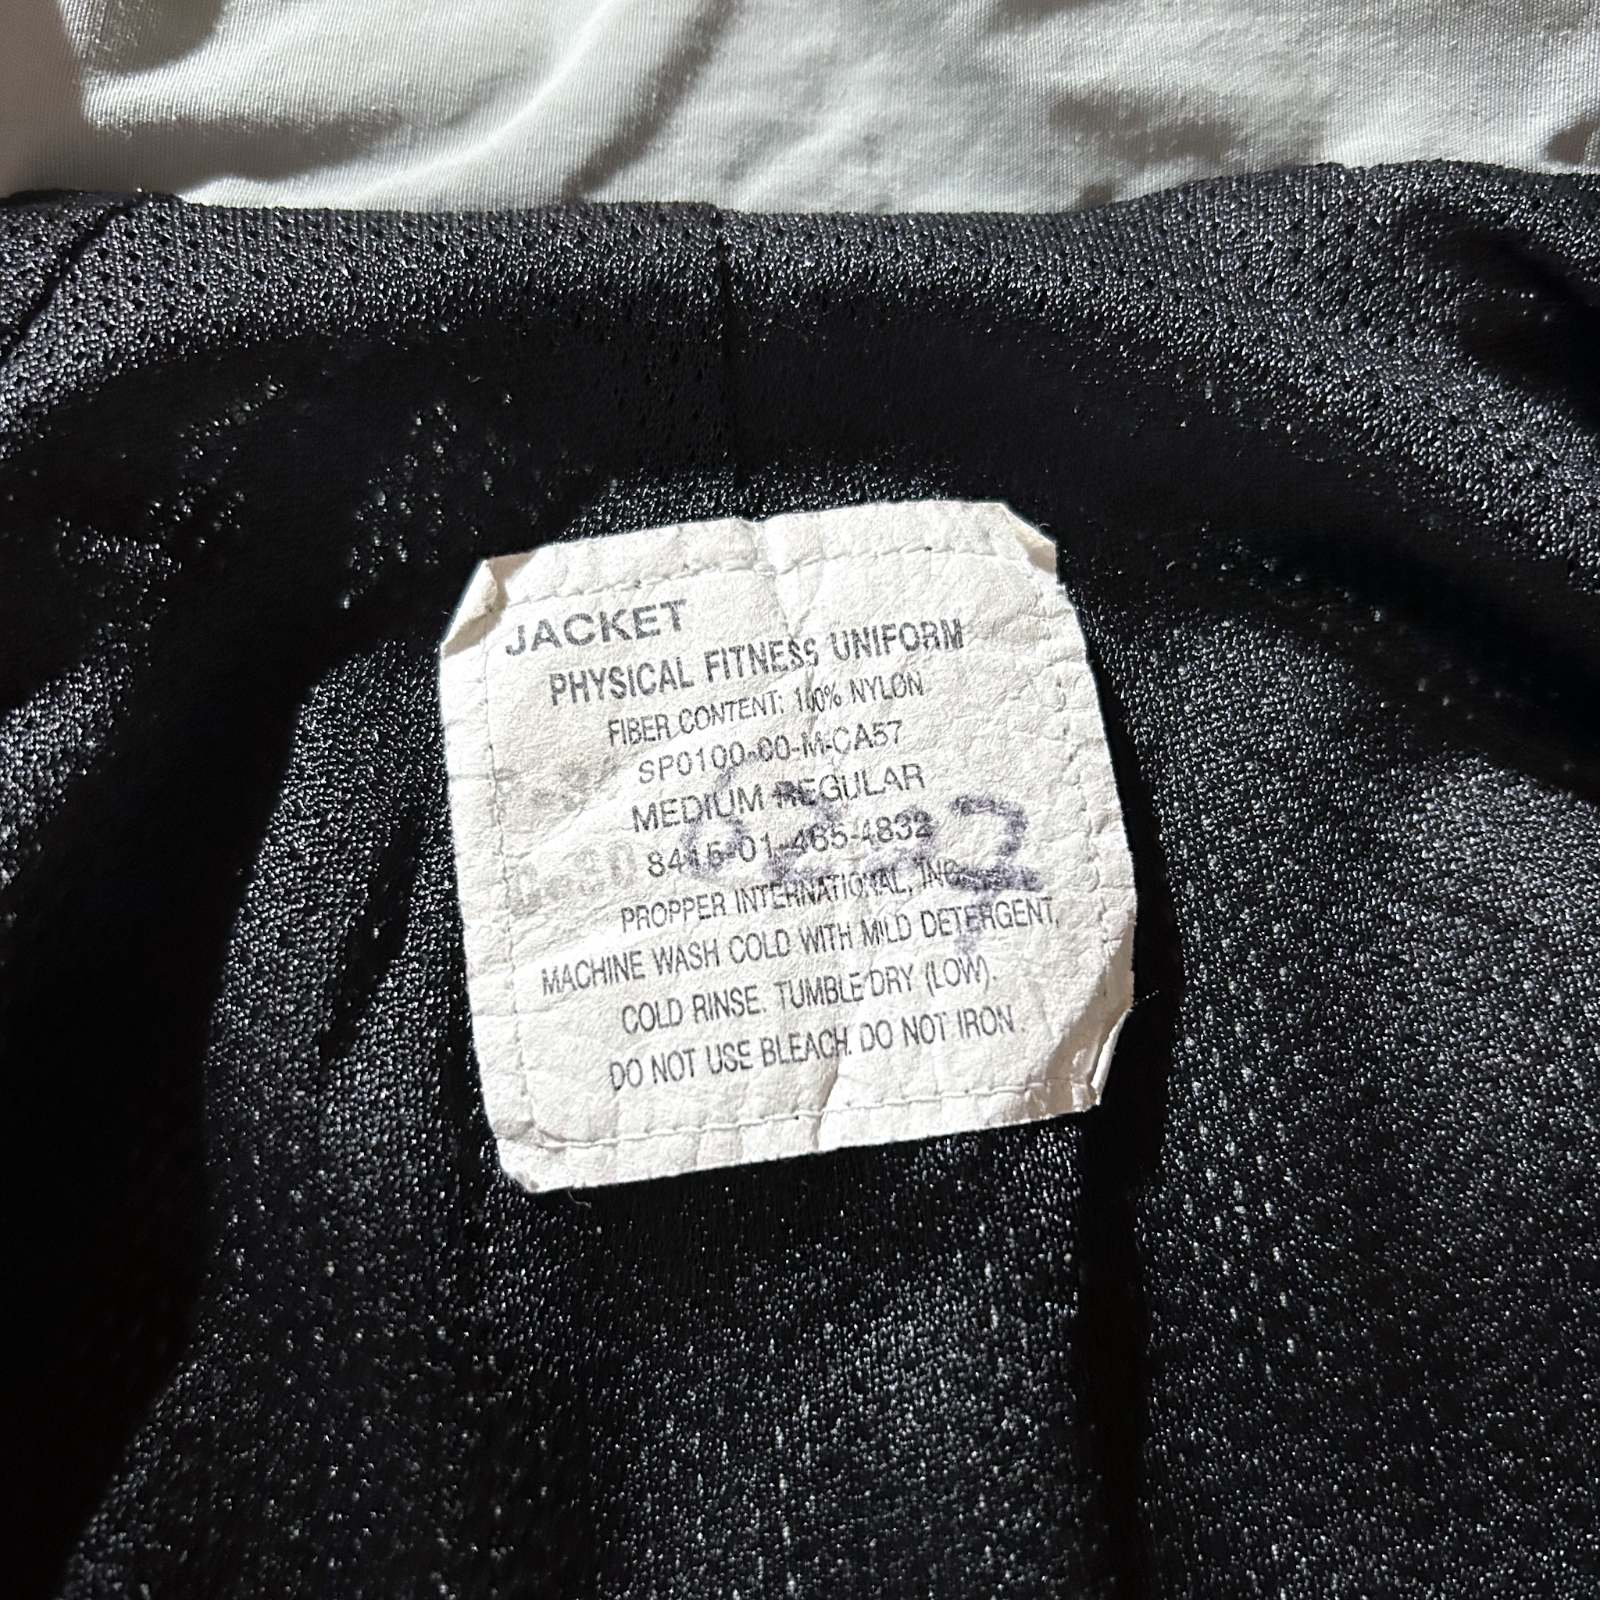 JACKET
PHYSICAL FITNESS UNIFORM
FIBER CONTENT: 100% NYLON
SP0100-00-M-CA57
MEDIUM REGULAR
8415-01-465-4832
PROPPER INTERNATIONAL, INC.
MACHINE WASH COLD WITH MILD DETERGENT,
COLD RINSE. TUMBLE DRY (LOW).
DO NOT USE BLEACH. DO NOT IRON.